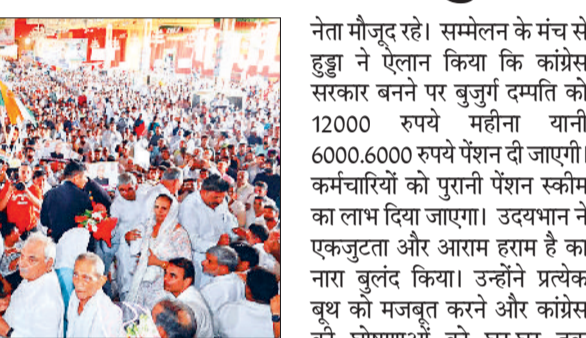 नेता मौजूद रहे। सम्मेलन के मंच से
हुड्डा ने ऐलान किया कि कांग्रेस
सरकार बनने पर बुजुर्ग दम्पति को
12000 रुपये महीना यानी
6000.6000 रुपये पेंशन दी जाएगी।
कर्मचारियों को पुरानी पेंशन स्कीम
का लाभ दिया जाएगा। उदयभान ने
एकजुटता और आराम हराम है का
नारा बुलंद किया। उन्होंने प्रत्येक
बूथ को मजबूत करने और कांग्रेस